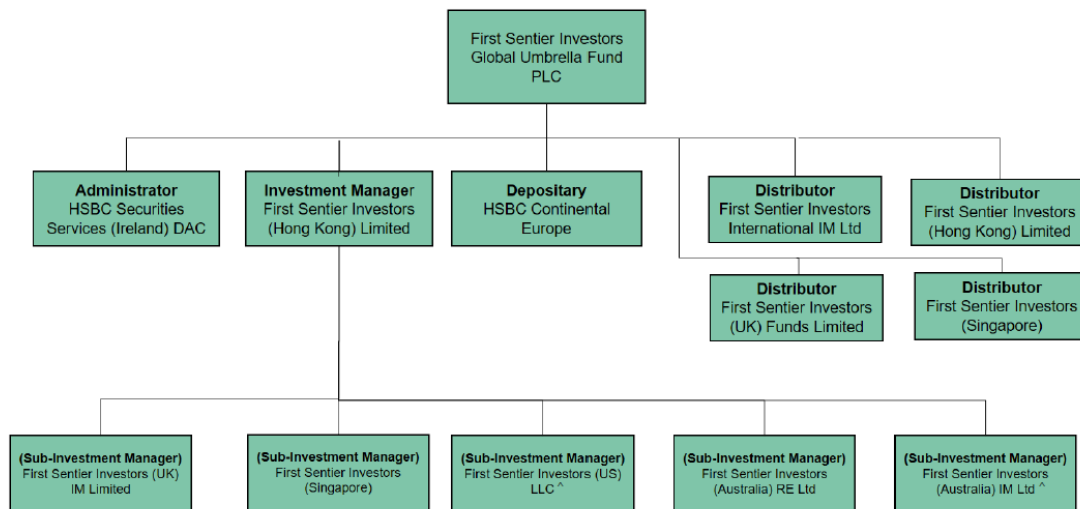 First Sentier Investors
Global Umbrella Fund
PLC
Administrator
HSBC Securities
Services (Ireland) DAC
Investment Manager
First Sentier Investors
(Hong Kong) Limited
Depositary
HSBC Continental
Europe
Distributor
First Sentier Investors
International IM Ltd
Distributor
First Sentier Investors
(Hong Kong) Limited
Distributor
First Sentier Investors
(UK) Funds Limited
Distributor
First Sentier Investors
(Singapore)
(Sub-Investment Manager)
First Sentier Investors (UK)
IM Limited
(Sub-Investment Manager)
First Sentier Investors
(Singapore)
(Sub-Investment Manager)
First Sentier Investors (US)
LLC ^
(Sub-Investment Manager)
First Sentier Investors
(Australia) RE Ltd
(Sub-Investment Manager)
First Sentier Investors
(Australia) IM Ltd ^